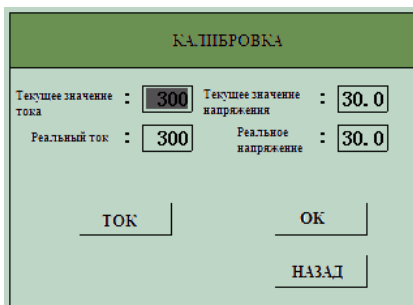 КАЛИБРОВКА
Текущее значение тока : 300 Текущее значение напряжения : 30.0
Реальный ток : 300 Реальное напряжение : 30.0
ТОК OK
НАЗАД